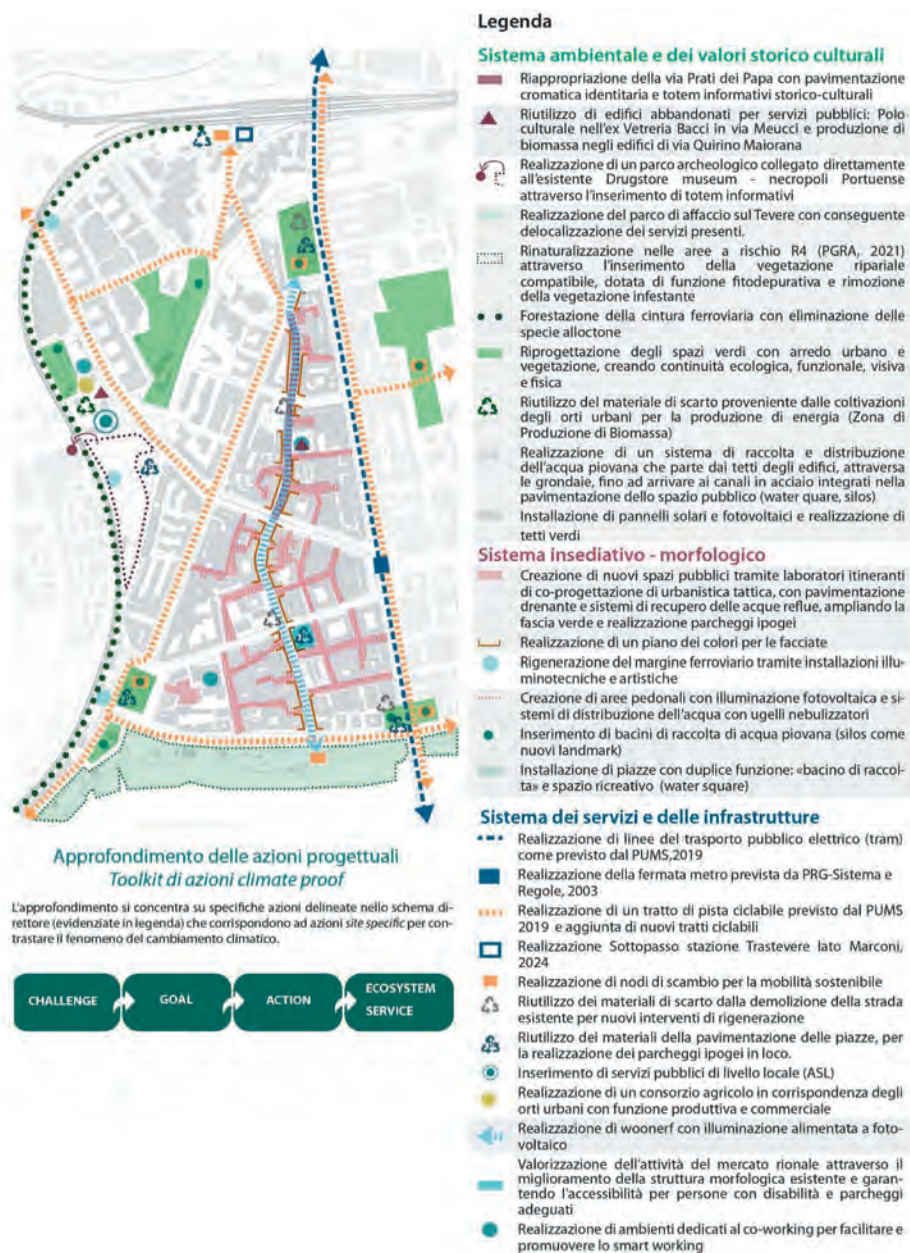 Legenda
Sistema ambientale e dei valori storico culturali
Riappropriazione della via Prati dei Papa con pavimentazione
cromatica identitaria e totem informativi storico-culturali
Riutilizzo di edifici abbandonati per servizi pubblici: Polo
culturale nell'ex Vetreria Bacci in via Meucci e produzione di
biomassa negli edifici di via Quirino Maiorana
Realizzazione di un parco archeologico collegato direttamente
all'esistente Drugstore museum - necropoli Portuense
attraverso l'inserimento di totem informativi
Realizzazione del parco di affaccio sul Tevere con conseguente
delocalizzazione dei servizi presenti.
Rinaturalizzazione nelle aree a rischio R4 (PGRA, 2021)
attraverso l'inserimento della vegetazione ripariale
compatibile, dotata di funzione fitodepurativa e rimozione
della vegetazione infestante
Forestazione della cintura ferroviaria con eliminazione delle
specie alloctone
Riprogettazione degli spazi verdi con arredo urbano e
vegetazione, creando continuità ecologica, funzionale, visiva
e fisica
Riutilizzo del materiale di scarto proveniente dalle coltivazioni
degli orti urbani per la produzione di energia (Zona di
Produzione di Biomassa)
Realizzazione di un sistema di raccolta e distribuzione
dell'acqua piovana che parte dai tetti degli edifici, attraversa
le grondaie, fino ad arrivare ai canali in acciaio integrati nella
pavimentazione dello spazio pubblico (water quare, silos)
Installazione di pannelli solari e fotovoltaici e realizzazione di
tetti verdi
Sistema insediativo - morfologico
Creazione di nuovi spazi pubblici tramite laboratori itineranti
di co-progettazione di urbanistica tattica, con pavimentazione
drenante e sistemi di recupero delle acque reflue, ampliando la
fascia verde e realizzazione parcheggi ipogei
Realizzazione di un piano dei colori per le facciate
Rigenerazione del margine ferroviario tramite installazioni illu-
minotecniche e artistiche
Creazione di aree pedonali con illuminazione fotovoltaica e si-
stemi di distribuzione dell'acqua con ugelli nebulizzatori
Inserimento di bacini di raccolta di acqua piovana (silos come
nuovi landmark)
Installazione di piazze con duplice funzione: «bacino di raccol-
ta» e spazio ricreativo (water square)
Sistema dei servizi e delle infrastrutture
Realizzazione di linee del trasporto pubblico elettrico (tram)
come previsto dal PUMS,2019
Realizzazione della fermata metro prevista da PRG-Sistema e
Regole, 2003
Realizzazione di un tratto di pista ciclabile previsto dal PUMS
2019 e aggiunta di nuovi tratti ciclabili
Realizzazione Sottopasso stazione Trastevere lato Marconi,
2024
Realizzazione di nodi di scambio per la mobilità sostenibile
Riutilizzo dei materiali di scarto dalla demolizione della strada
esistente per nuovi interventi di rigenerazione
Riutilizzo dei materiali della pavimentazione delle piazze, per
la realizzazione dei parcheggi ipogei in loco.
Inserimento di servizi pubblici di livello locale (ASL)
Realizzazione di un consorzio agricolo in corrispondenza degli
orti urbani con funzione produttiva e commerciale
Realizzazione di woonerf con illuminazione alimentata a foto-
voltaico
Valorizzazione dell'attività del mercato rionale attraverso il
miglioramento della struttura morfologica esistente e garan-
tendo l'accessibilità per persone con disabilità e parcheggi
adeguati
Realizzazione di ambienti dedicati al co-working per facilitare e
promuovere lo smart working
Approfondimento delle azioni progettuali
Toolkit di azioni climate proof
L'approfondimento si concentra su specifiche azioni delineate nello schema di-
rettore (evidenziate in legenda) che corrispondono ad azioni site specific per con-
trastare il fenomeno del cambiamento climatico.
CHALLENGE
GOAL
ACTION
ECOSYSTEM
SERVICE